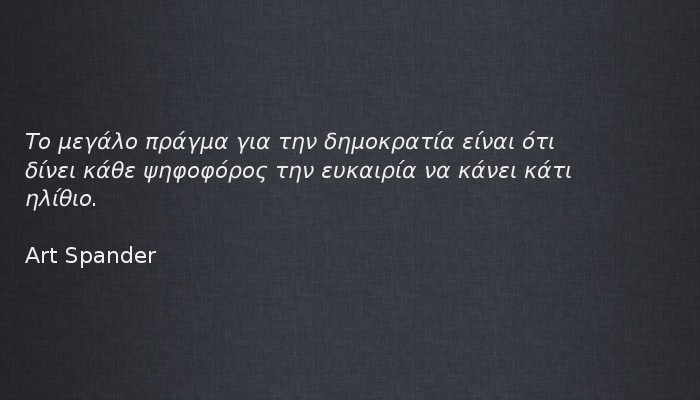 Το μεγάλο πράγμα για την δημοκρατία είναι ότι
δίνει κάθε ψηφοφόρος την ευκαιρία να κάνει κάτι
ηλίθιο.
Art Spander